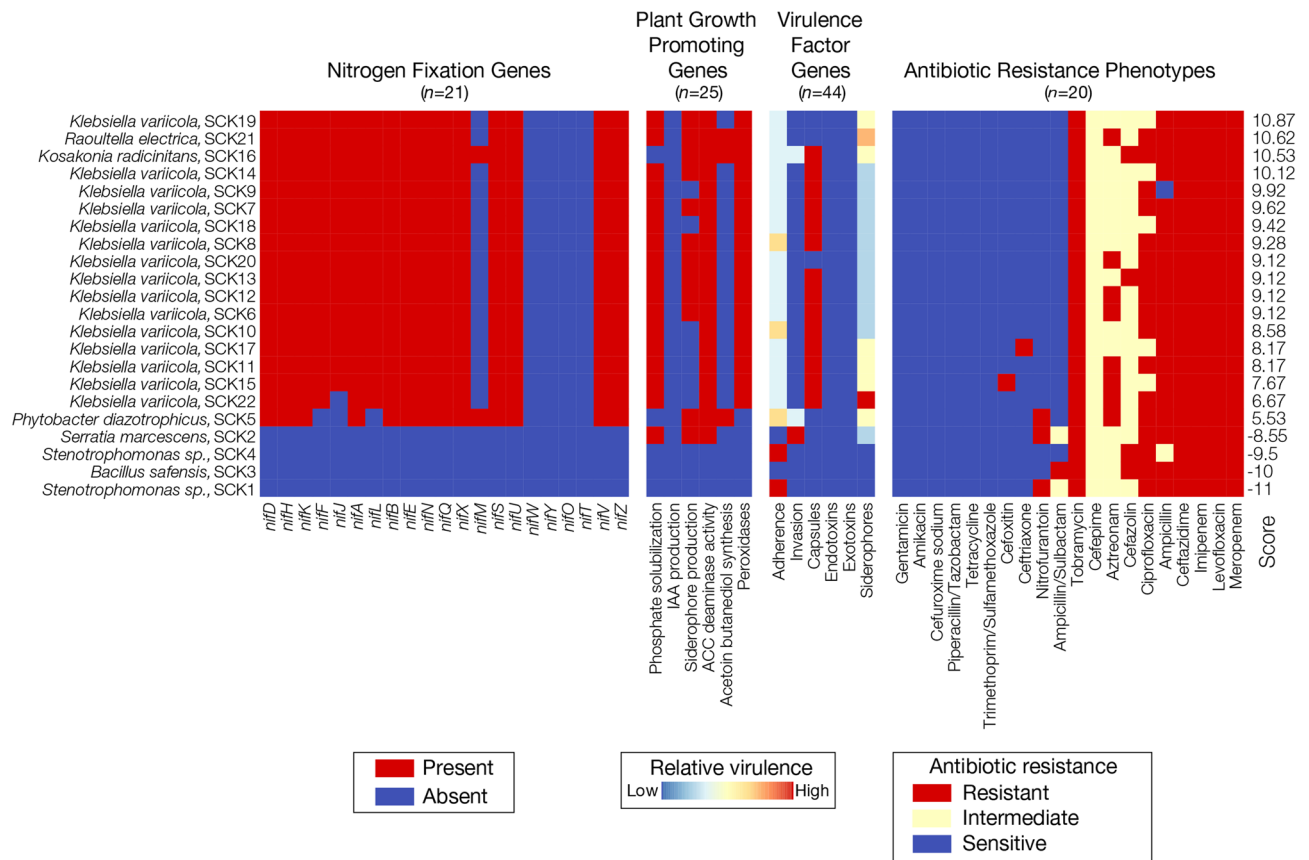 Nitrogen Fixation Genes
(n=21)
Plant Growth
Promoting
Genes
(n=25)
Virulence
Factor
Genes
(n=44)
Antibiotic Resistance Phenotypes
(n=20)
Klebsiella variicola, SCK19 10.87
Raoultella electrica, SCK21 10.62
Kosakonia radicinitans, SCK16 10.53
Klebsiella variicola, SCK14 10.12
Klebsiella variicola, SCK9 9.92
Klebsiella variicola, SCK7 9.62
Klebsiella variicola, SCK18 9.42
Klebsiella variicola, SCK8 9.28
Klebsiella variicola, SCK20 9.12
Klebsiella variicola, SCK13 9.12
Klebsiella variicola, SCK12 9.12
Klebsiella variicola, SCK6 9.12
Klebsiella variicola, SCK10 8.58
Klebsiella variicola, SCK17 8.17
Klebsiella variicola, SCK11 8.17
Klebsiella variicola, SCK15 7.67
Klebsiella variicola, SCK22 6.67
Phytobacter diazotrophicus, SCK5 5.53
Serratia marcescens, SCK2 -8.55
Stenotrophomonas sp., SCK4 -9.5
Bacillus safensis, SCK3 -10
Stenotrophomonas sp., SCK1 -11
nifD
nifH
nifK
nifF
nifJ
nifA
nifL
nifB
nifE
nifN
nifQ
nifX
nifM
nifS
nifU
nifW
nifY
nifO
nifT
nifV
nifZ
Phosphate solubilization
IAA production
Siderophore production
ACC deaminase activity
Acetoin butanediol synthesis
Peroxidases
Adherence
Invasion
Capsules
Endotoxins
Exotoxins
Siderophores
Gentamicin
Amikacin
Cefuroxime sodium
Piperacillin/Tazobactam
Tetracycline
Trimethoprim/Sulfamethoxazole
Cefoxitin
Ceftriaxone
Nitrofurantoin
Ampicillin/Sulbactam
Tobramycin
Cefepime
Aztreonam
Cefazolin
Ciprofloxacin
Ampicillin
Ceftazidime
Imipenem
Levofloxacin
Meropenem
Score
Present
Absent
Relative virulence
Low High
Antibiotic resistance
Resistant
Intermediate
Sensitive